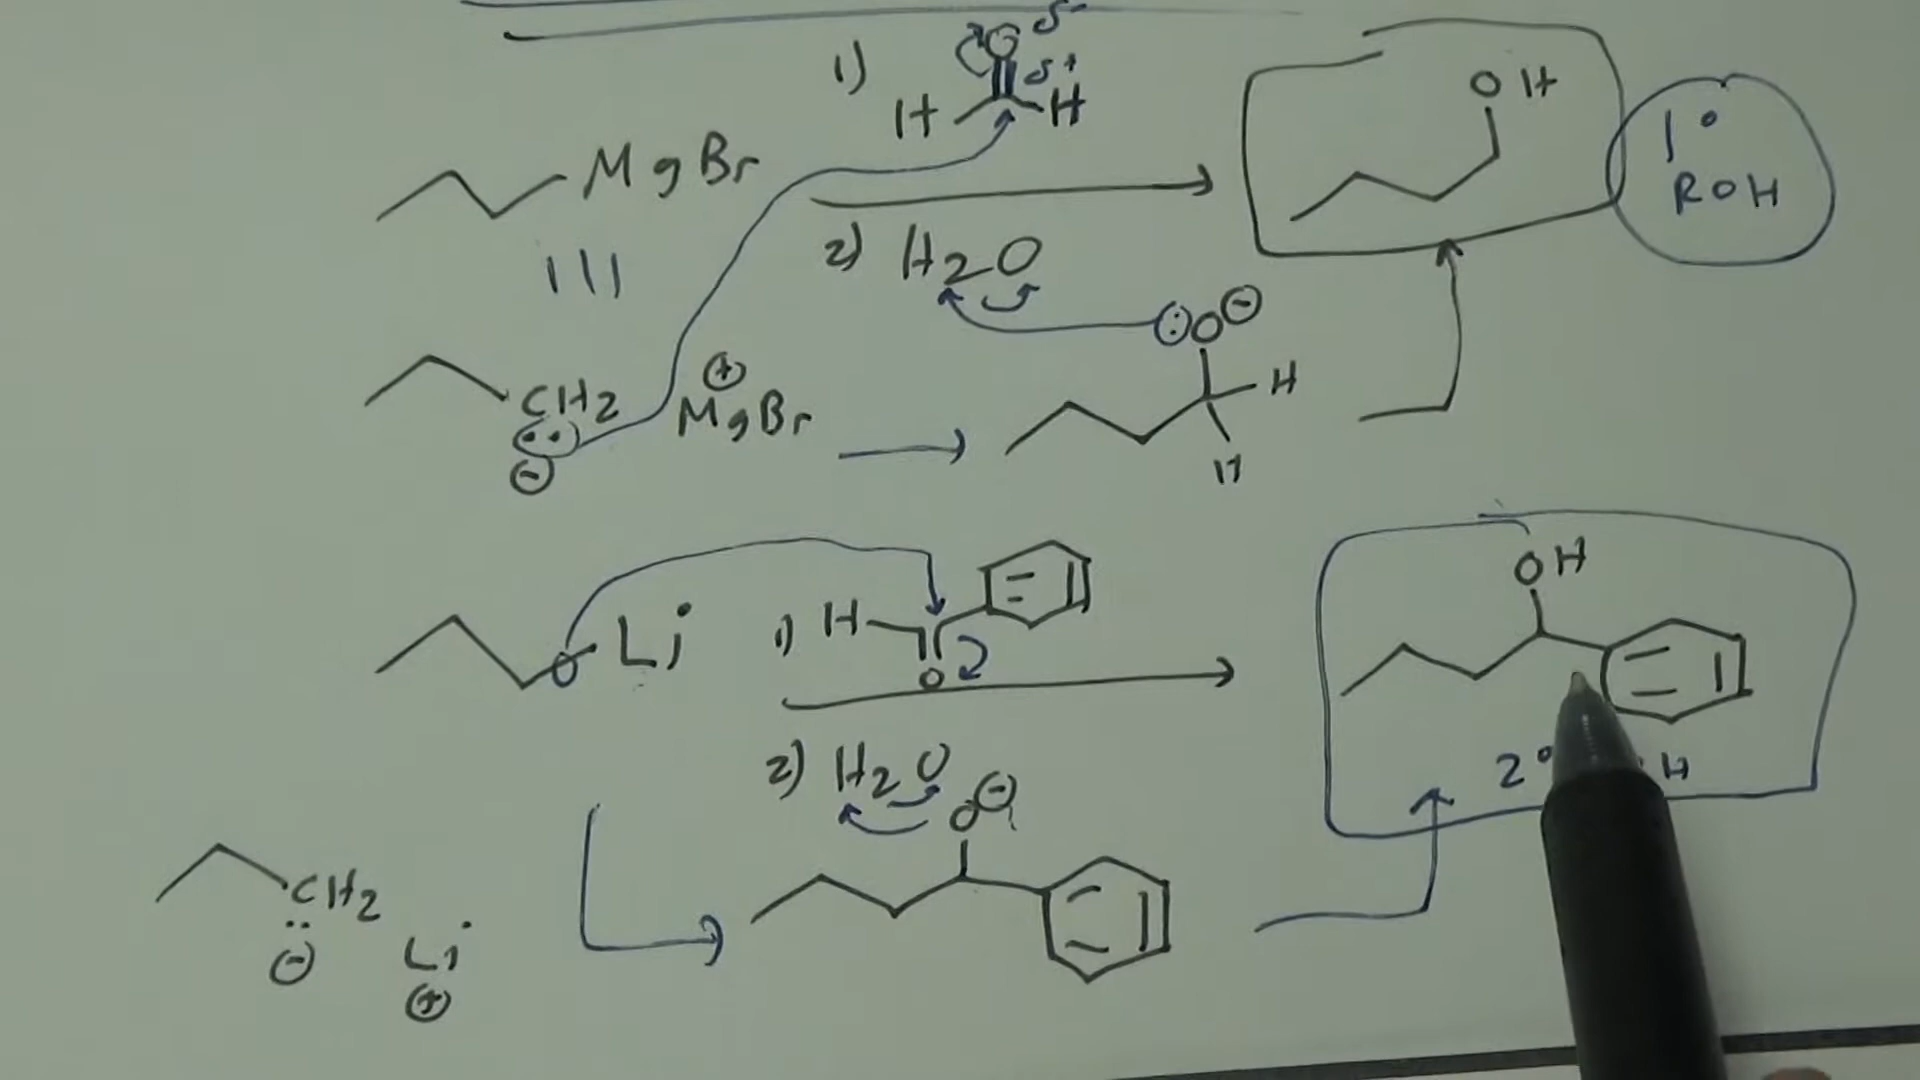 1) O δ-
δ+
H H
OH
MgBr
1°
ROH
2) H2O
O ⊖
⊕
CH2 MgBr
⊖
H
H
OH
Li
1) H
O
2) H2O
O ⊖
2° H
CH2
⊖
Li
⊕